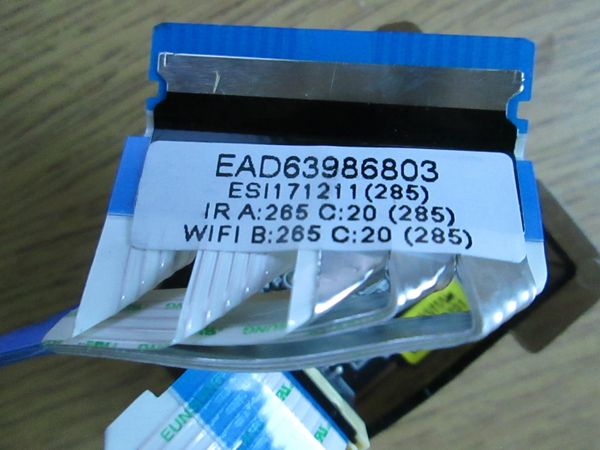 EAD63986803
ESI171211(285)
IR A:265 C:20 (285)
WIFI B:265 C:20 (285)